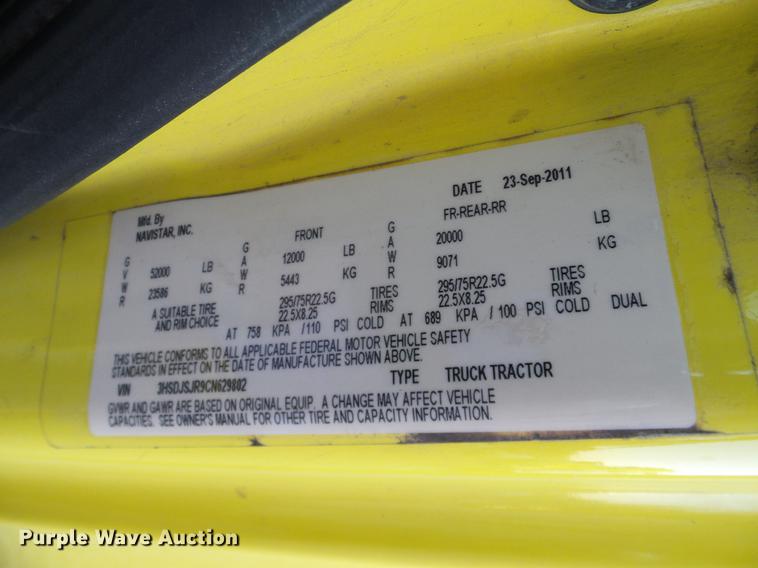 Mfd. By DATE 23-Sep-2011
NAVISTAR, INC. FRONT FR-REAR-RR
G G G
V 52000 LB A 12000 LB A 20000 LB
W 23586 KG W 5443 KG W 9071 KG
R R R
A SUITABLE TIRE 295/75R22.5G TIRES 295/75R22.5G TIRES
AND RIM CHOICE 22.5X8.25 RIMS 22.5X8.25 RIMS
AT 758 KPA /110 PSI COLD AT 689 KPA /100 PSI COLD DUAL
THIS VEHICLE CONFORMS TO ALL APPLICABLE FEDERAL MOTOR VEHICLE SAFETY
STANDARDS IN EFFECT ON THE DATE OF MANUFACTURE SHOWN ABOVE.
VIN 3HSDJSJR9CN629802 TYPE TRUCK TRACTOR
GVWR AND GAWR ARE BASED ON ORIGINAL EQUIP. A CHANGE MAY AFFECT VEHICLE
CAPACITIES. SEE OWNER'S MANUAL FOR OTHER TIRE AND CAPACITY INFORMATION.
Purple Wave Auction